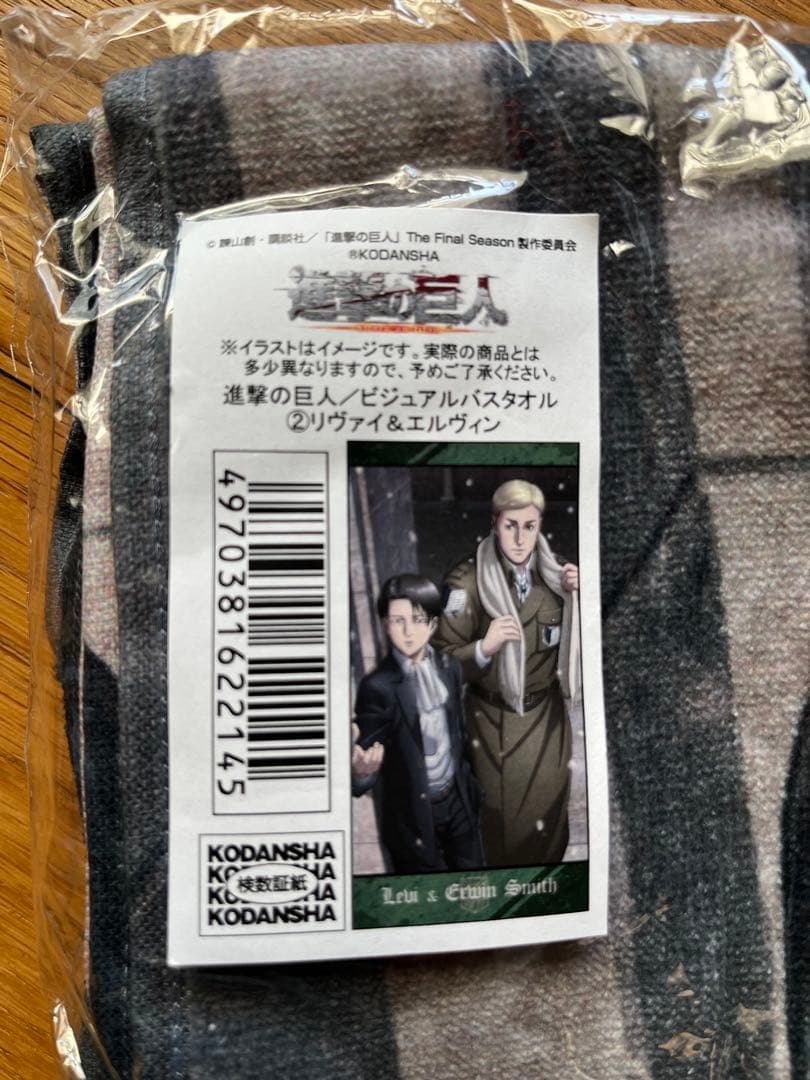 ©諫山創・講談社／「進撃の巨人」The Final Season 製作委員会
®KODANSHA
進撃の巨人
※イラストはイメージです。実際の商品とは
多少異なりますので、予めご了承ください。
進撃の巨人／ビジュアルバスタオル
②リヴァイ＆エルヴィン
4970381622145
Levi & Erwin Smith
KODANSHA
検数証紙
KODANSHA